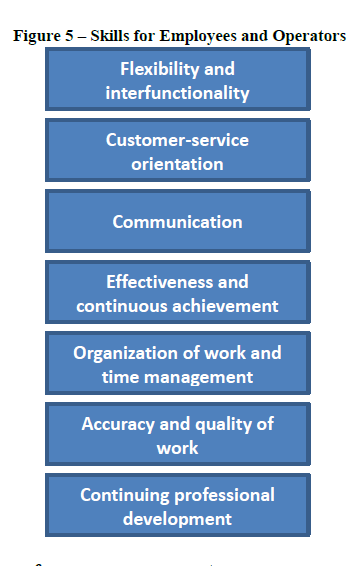 Figure 5 – Skills for Employees and Operators
Flexibility and
interfunctionality
Customer-service
orientation
Communication
Effectiveness and
continuous achievement
Organization of work and
time management
Accuracy and quality of
work
Continuing professional
development